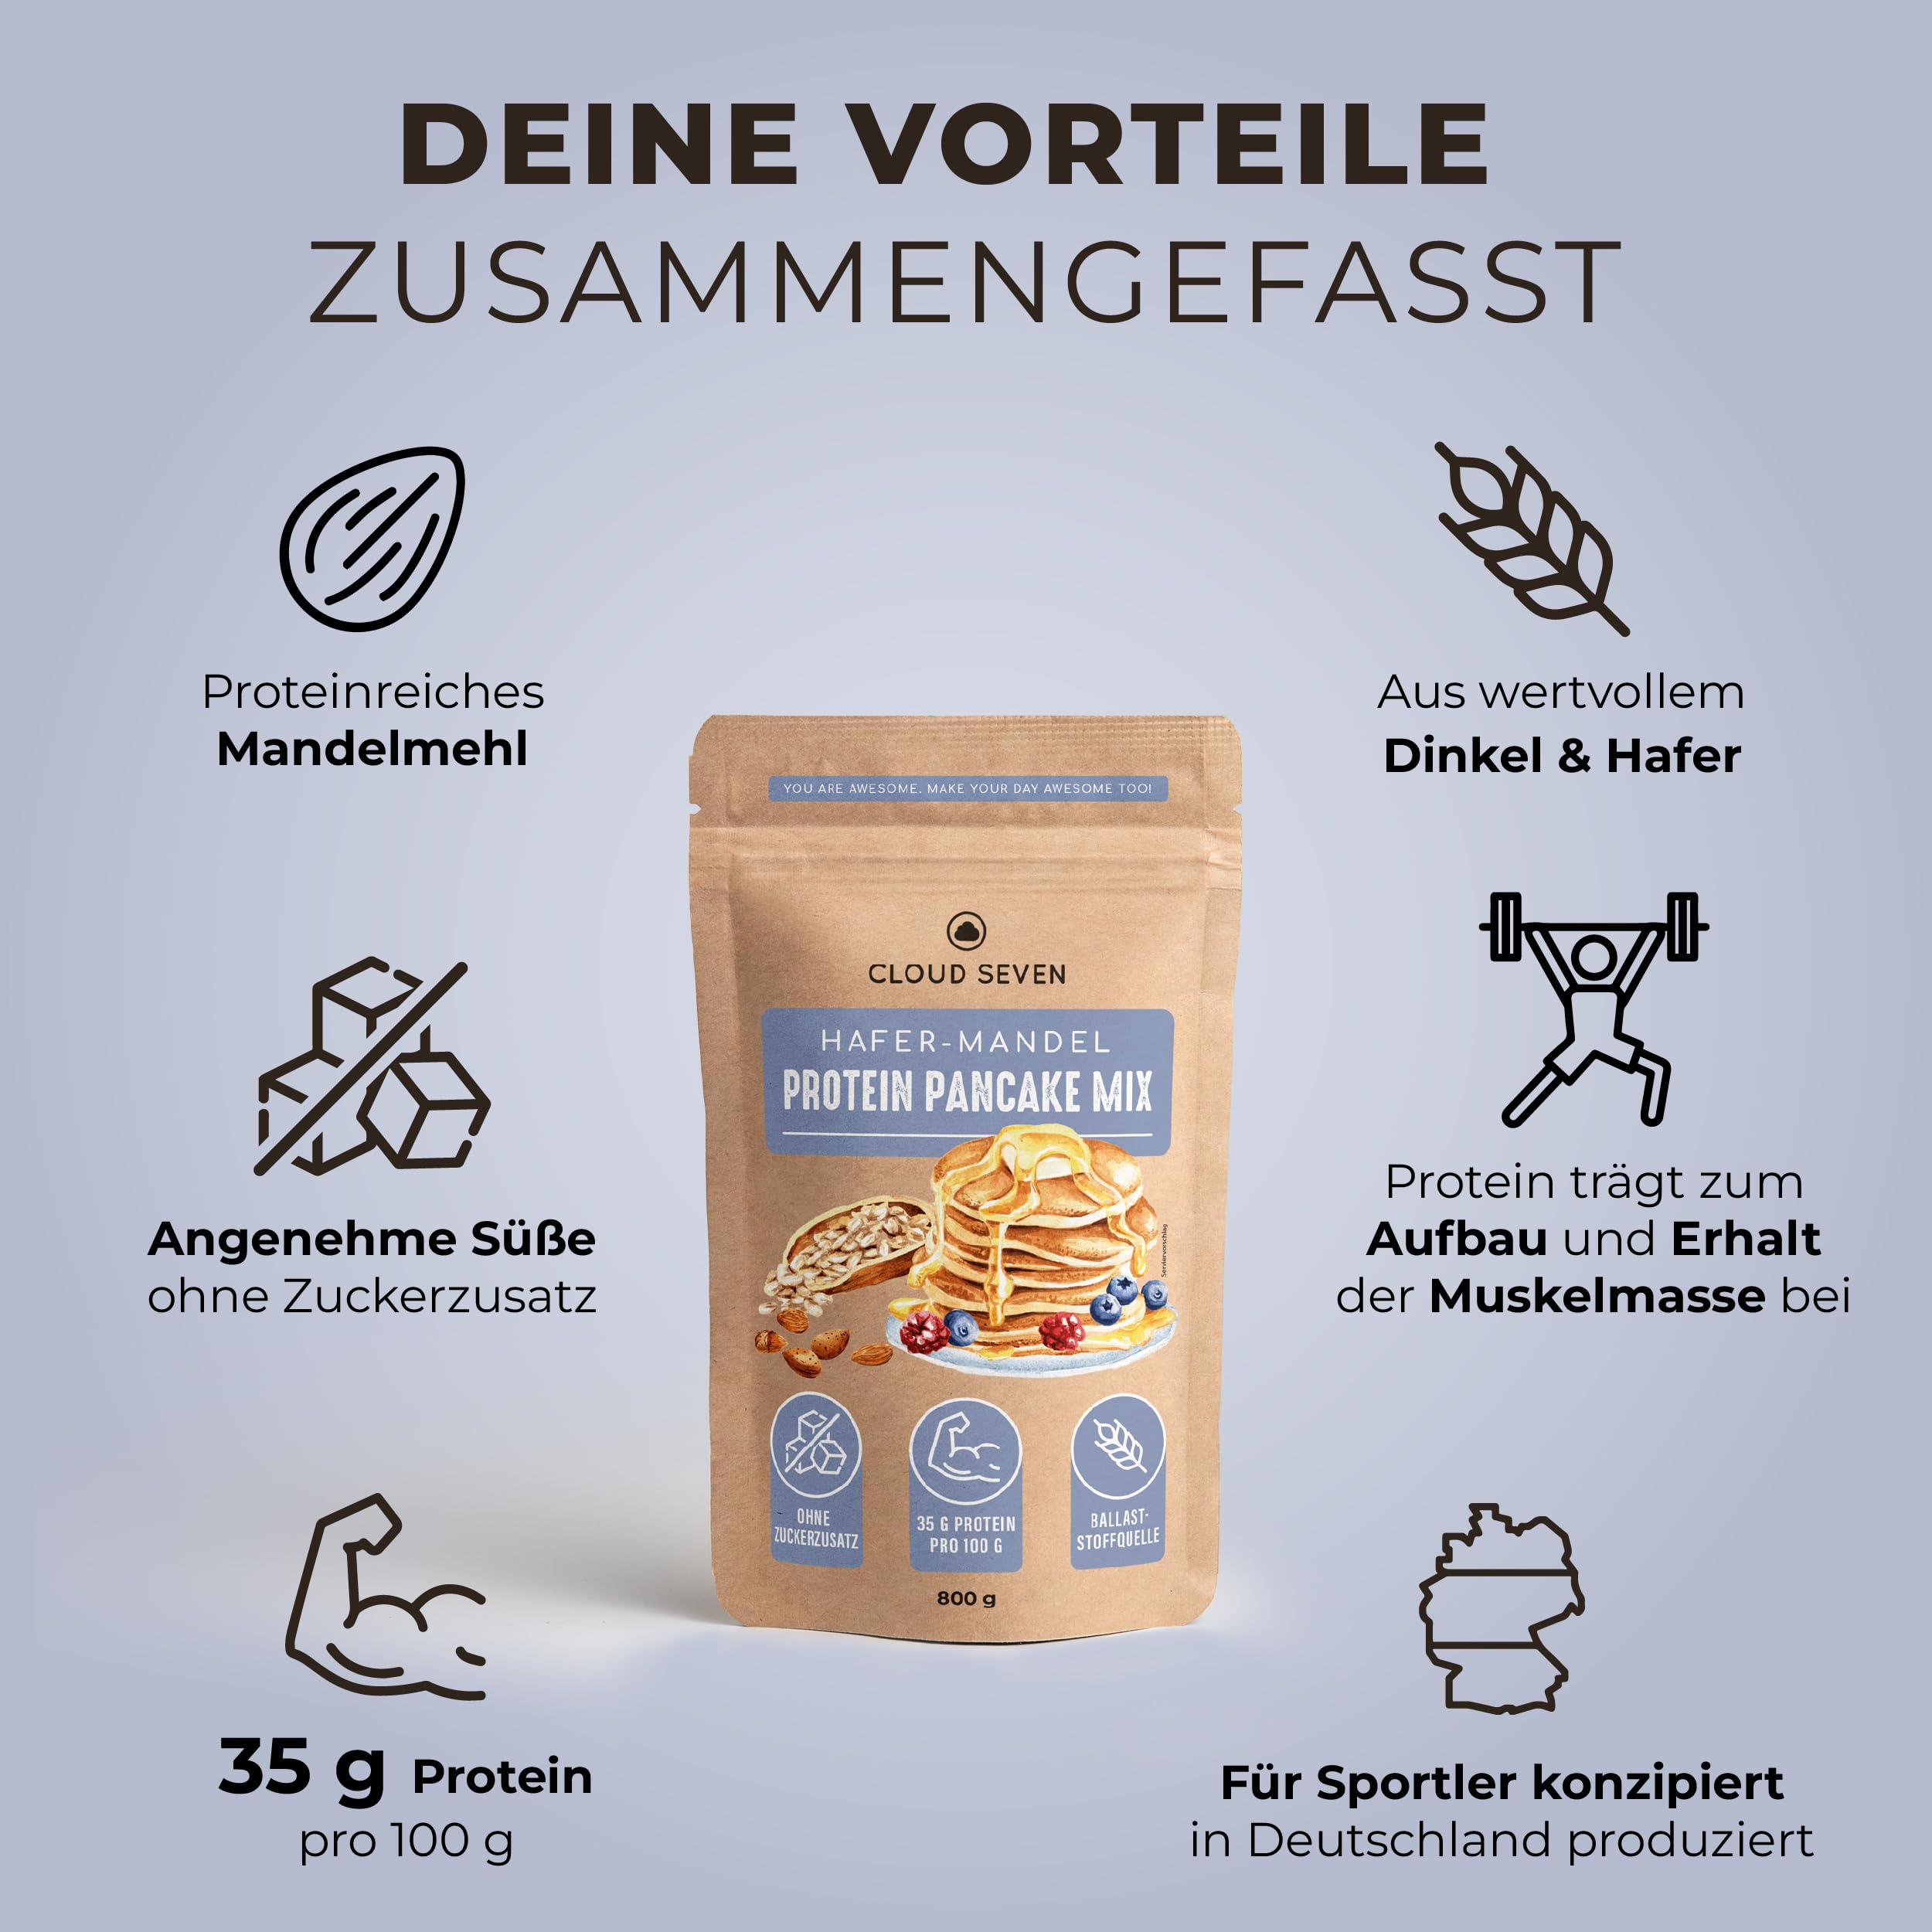 DEINE VORTEILE
ZUSAMMENGEFASST
Proteinreiches
Mandelmehl
Aus wertvollem
Dinkel & Hafer
Angenehme Süße
ohne Zuckerzusatz
Protein trägt zum
Aufbau und Erhalt
der Muskelmasse bei
35 g Protein
pro 100 g
Für Sportler konzipiert
in Deutschland produziert
YOU ARE AWESOME. MAKE YOUR DAY AWESOME TOO!
CLOUD SEVEN
HAFER-MANDEL
PROTEIN PANCAKE MIX
Serviervorschlag
OHNE
ZUCKERZUSATZ
35 G PROTEIN
PRO 100 G
BALLAST-
STOFFQUELLE
800 g